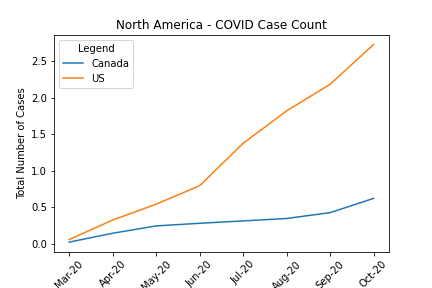 North America - COVID Case Count
Legend
Canada
US
Total Number of Cases
2.5
2.0
1.5
1.0
0.5
0.0
Mar-20
Apr-20
May-20
Jun-20
Jul-20
Aug-20
Sep-20
Oct-20